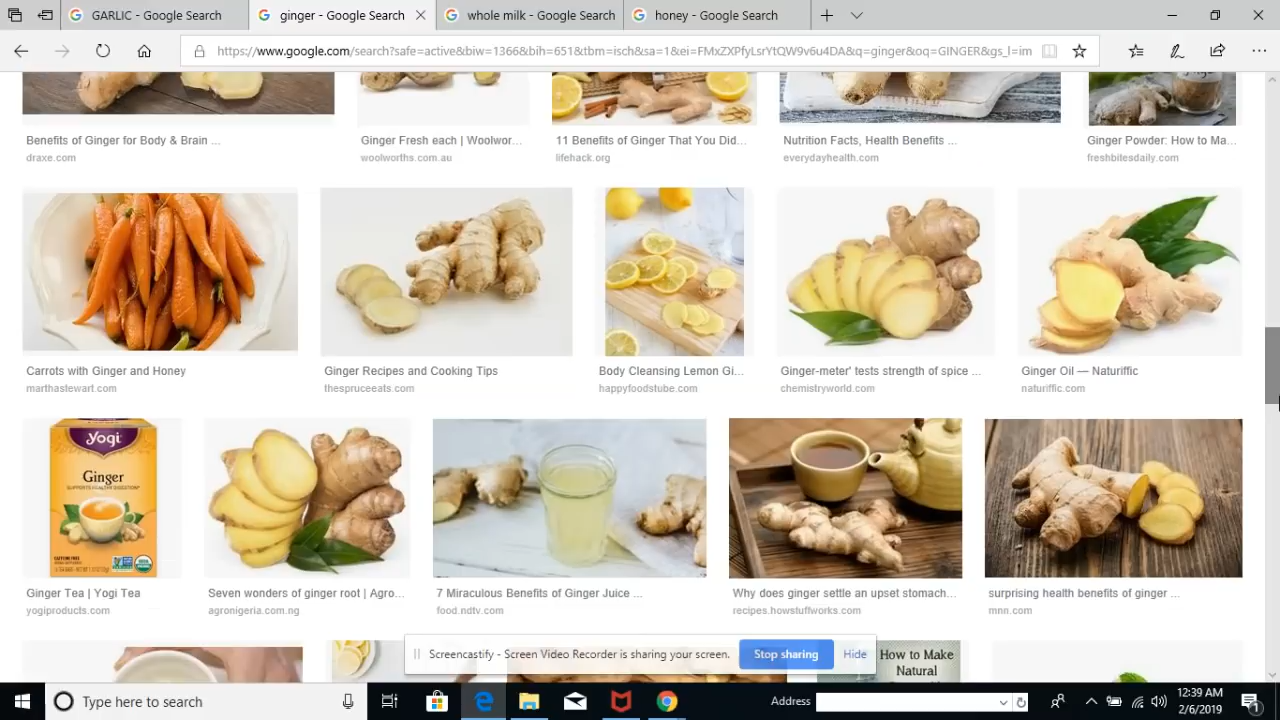 GARLIC - Google Search
ginger - Google Search
whole milk - Google Search
honey - Google Search
https://www.google.com/search?safe=active&biw=1366&bih=651&tbm=isch&sa=1&ei=FMxZXPfyLsrYtQW9v6u4DA&q=ginger&oq=GINGER&gs_l=im
Benefits of Ginger for Body & Brain ...
draxe.com
Ginger Fresh each | Woolwor...
woolworths.com.au
11 Benefits of Ginger That You Did...
lifehack.org
Nutrition Facts, Health Benefits ...
everydayhealth.com
Ginger Powder: How to Ma...
freshbitesdaily.com
Carrots with Ginger and Honey
marthastewart.com
Ginger Recipes and Cooking Tips
thespruceeats.com
Body Cleansing Lemon Gi...
happyfoodstube.com
Ginger-meter' tests strength of spice ...
chemistryworld.com
Ginger Oil — Naturiffic
naturiffic.com
yogi
Ginger
SUPPORTS HEALTHY DIGESTION*
CAFFEINE FREE
Ginger Tea | Yogi Tea
yogiproducts.com
Seven wonders of ginger root | Agro...
agronigeria.com.ng
7 Miraculous Benefits of Ginger Juice ...
food.ndtv.com
Why does ginger settle an upset stomach...
recipes.howstuffworks.com
surprising health benefits of ginger ...
mnn.com
How to Make
Natural
Screencastify - Screen Video Recorder is sharing your screen.
Stop sharing
Hide
Type here to search
Address
12:39 AM
2/6/2019
1